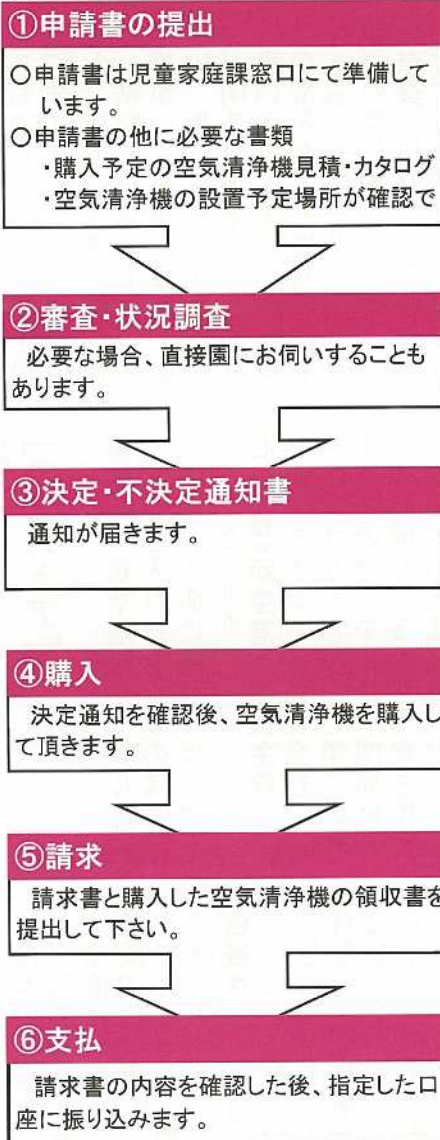 ①申請書の提出
○申請書は児童家庭課窓口にて準備して
います。
○申請書の他に必要な書類
・購入予定の空気清浄機見積・カタログ
・空気清浄機の設置予定場所が確認で
②審査・状況調査
必要な場合、直接園にお伺いすることも
あります。
③決定・不決定通知書
通知が届きます。
④購入
決定通知を確認後、空気清浄機を購入し
て頂きます。
⑤請求
請求書と購入した空気清浄機の領収書を
提出して下さい。
⑥支払
請求書の内容を確認した後、指定した口
座に振り込みます。